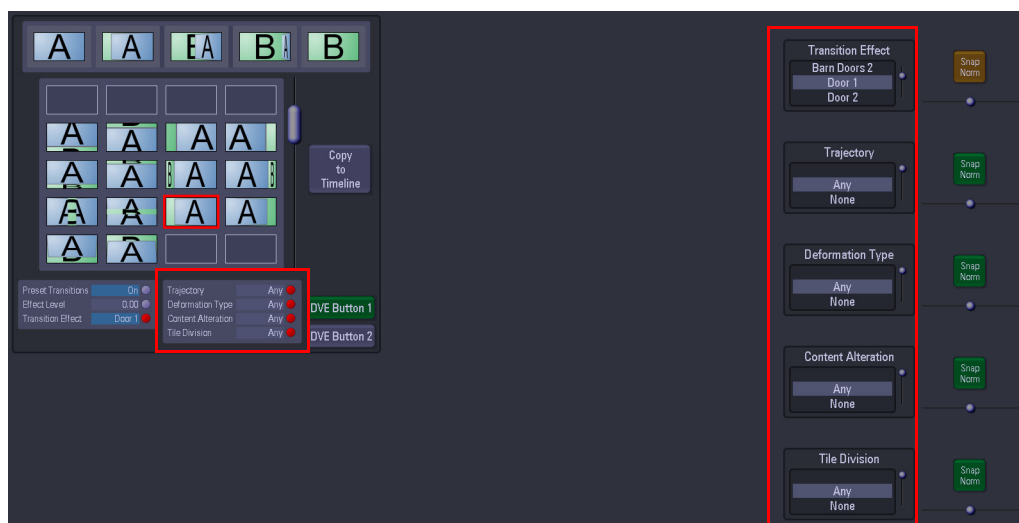 A A EA B A B
A A A A
A B A B A A B
A A A A
A A
Copy
to
Timeline
Preset Transitions On
Effect Level 0.00
Transition Effect Door 1
Trajectory Any
Deformation Type Any
Content Alteration Any
Tile Division Any
DVE Button 1
DVE Button 2
Transition Effect
Barn Doors 2
Door 1
Door 2
Snap
Norm
Trajectory
Any
None
Snap
Norm
Deformation Type
Any
None
Snap
Norm
Content Alteration
Any
None
Snap
Norm
Tile Division
Any
None
Snap
Norm